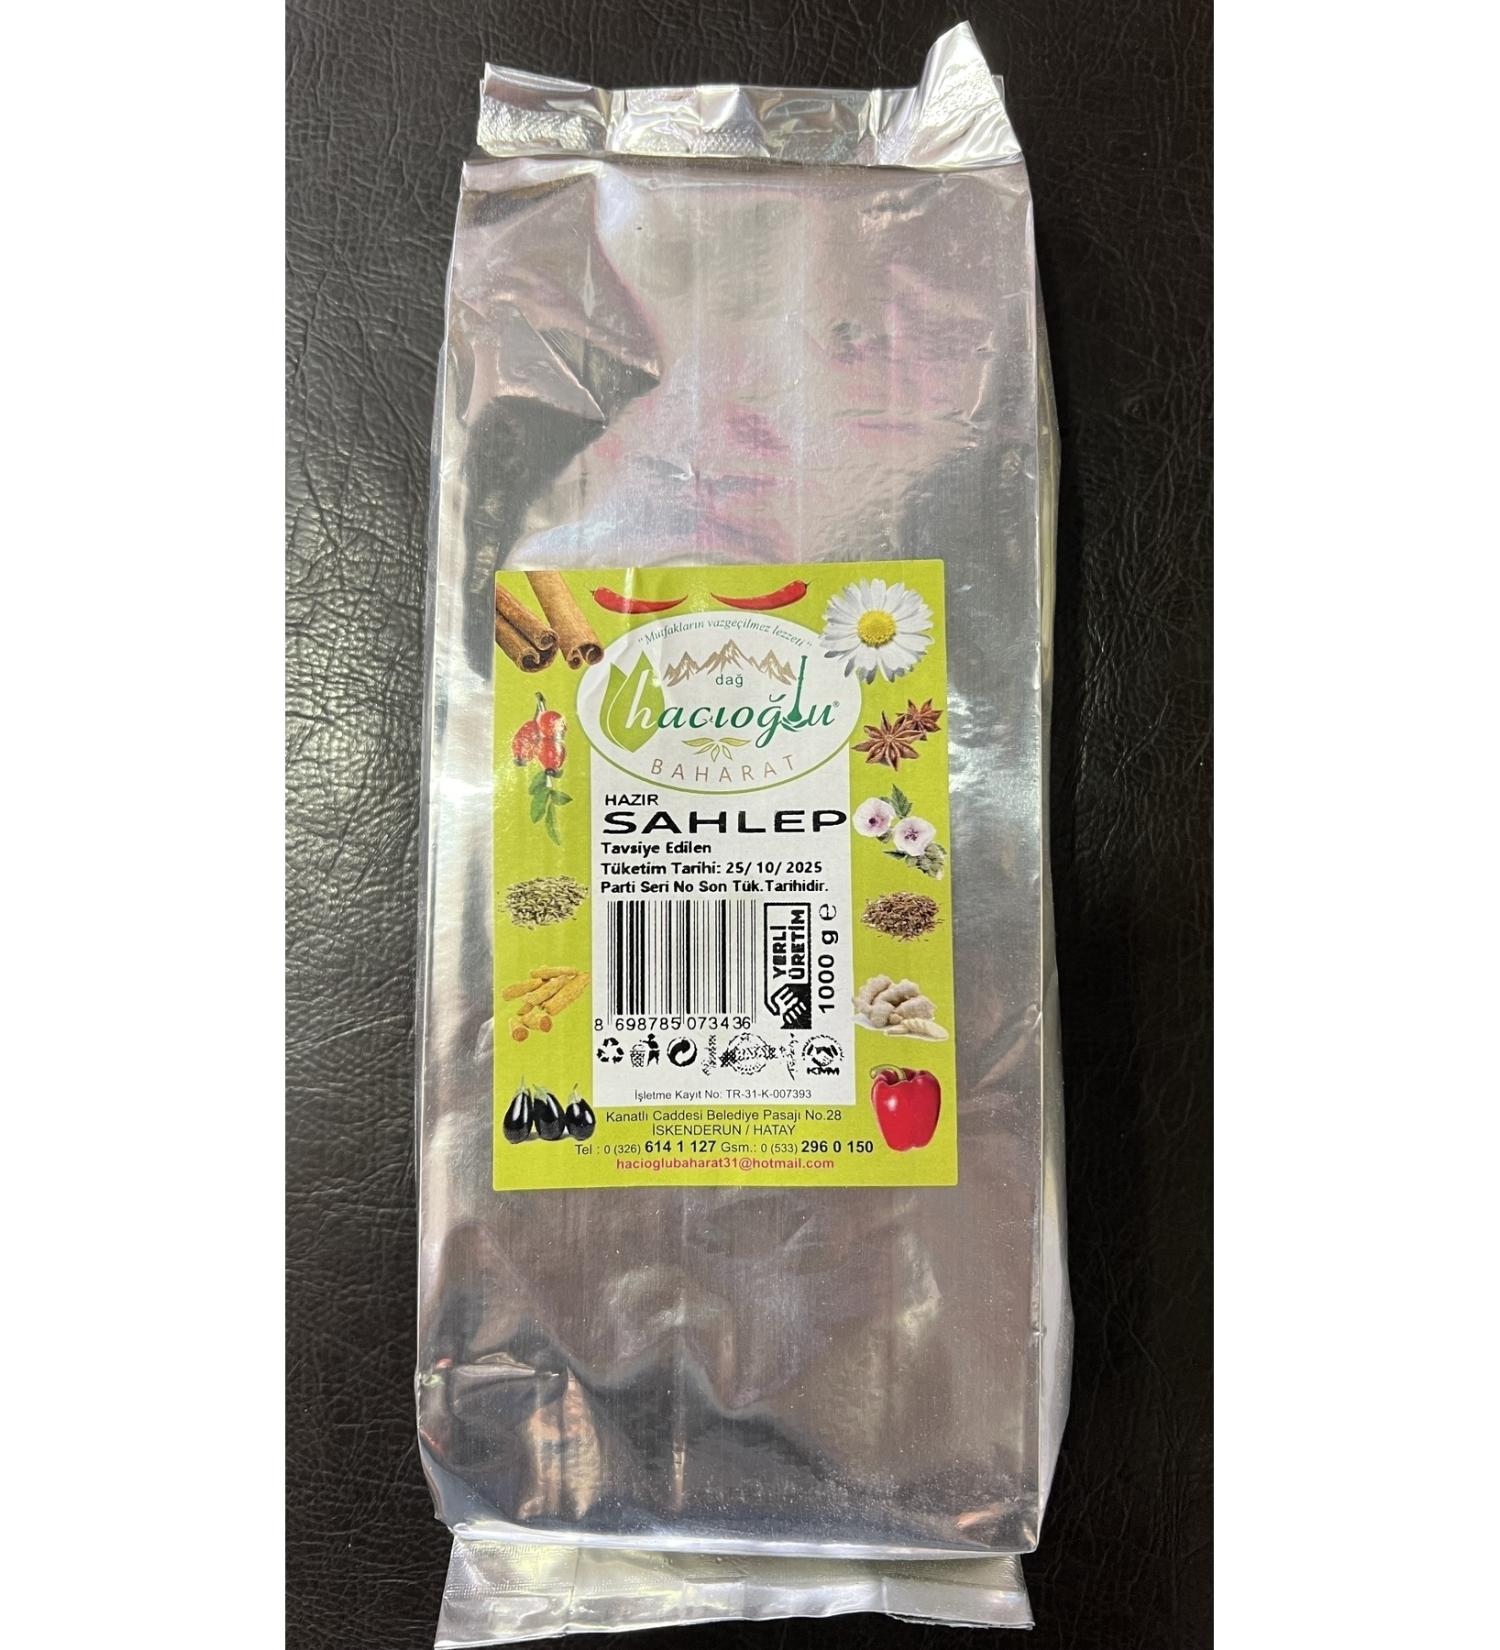 "Mutfakların vazgeçilmez lezzeti"
dağ
hacıoğlu®
BAHARAT
HAZIR
SAHLEP
Tavsiye Edilen
Tüketim Tarihi: 25/ 10/ 2025
Parti Seri No Son Tük.Tarihidir.
YERLİ
ÜRETİM
1000 g e
8 698785 073436
KMM
İşletme Kayıt No: TR-31-K-007393
Kanatlı Caddesi Belediye Pasajı No.28
İSKENDERUN / HATAY
Tel : 0 (326) 614 1 127 Gsm.: 0 (533) 296 0 150
hacioglubaharat31@hotmail.com